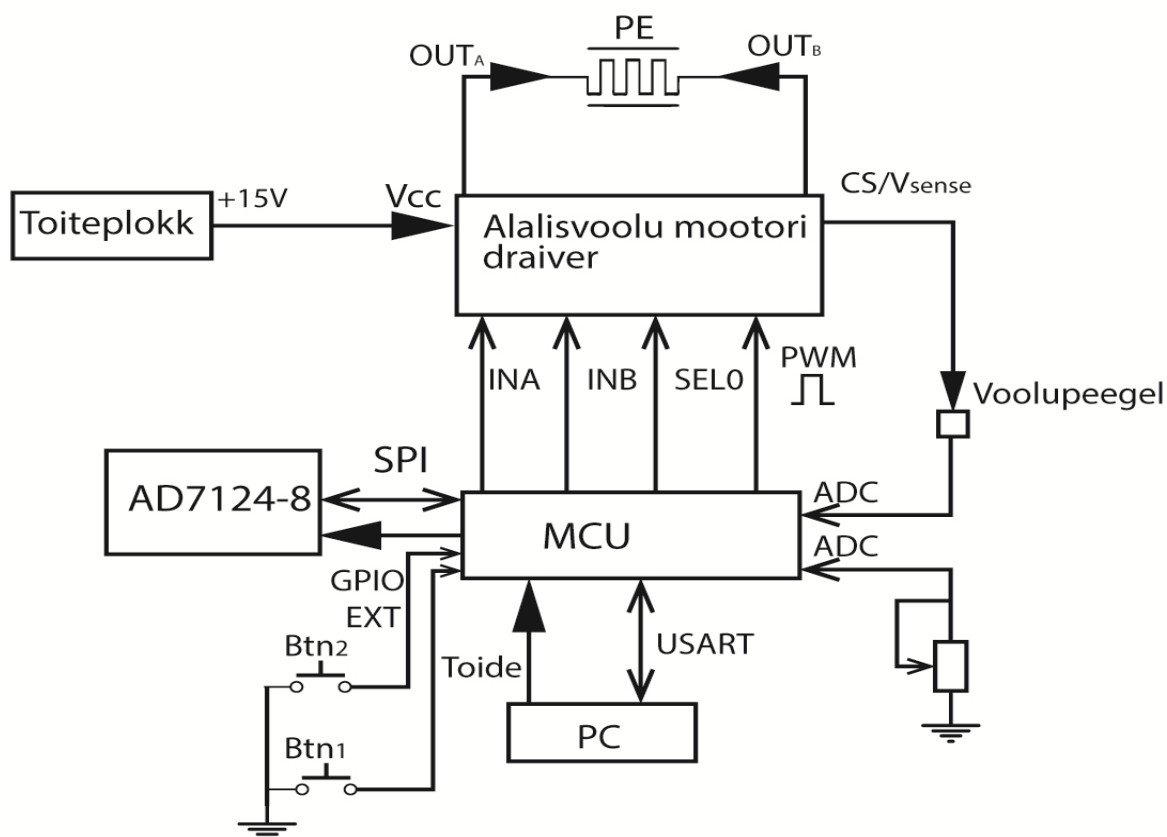 PE
OUTA
OUTB
CS/Vsense
+15V
Vcc
Toiteplokk
Alalisvoolu mootori
draiver
INA
INB
SEL0
PWM
Voolupeegel
SPI
ADC
AD7124-8
MCU
ADC
GPIO
EXT
Btn2
Toide
USART
PC
Btn1